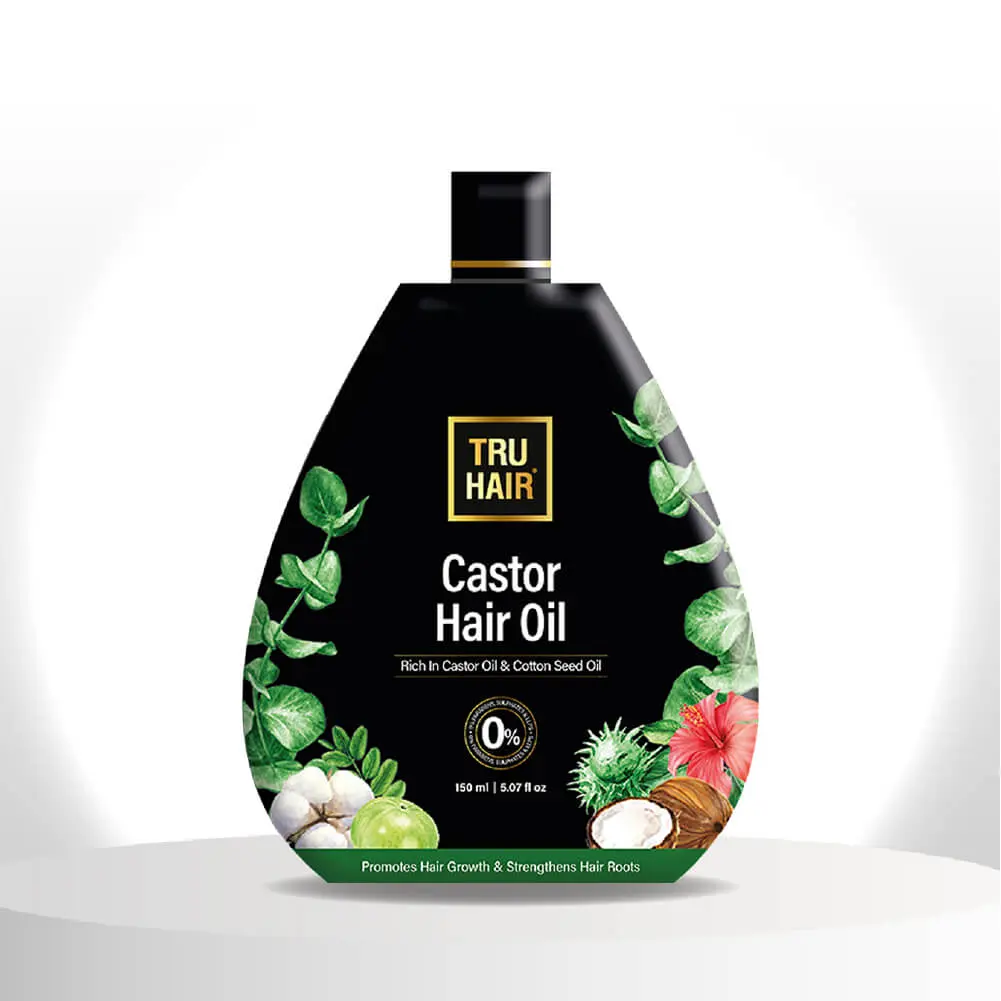 TRU
HAIR®
Castor
Hair Oil
Rich In Castor Oil & Cotton Seed Oil
0%
150 ml | 5.07 fl oz
Promotes Hair Growth & Strengthens Hair Roots